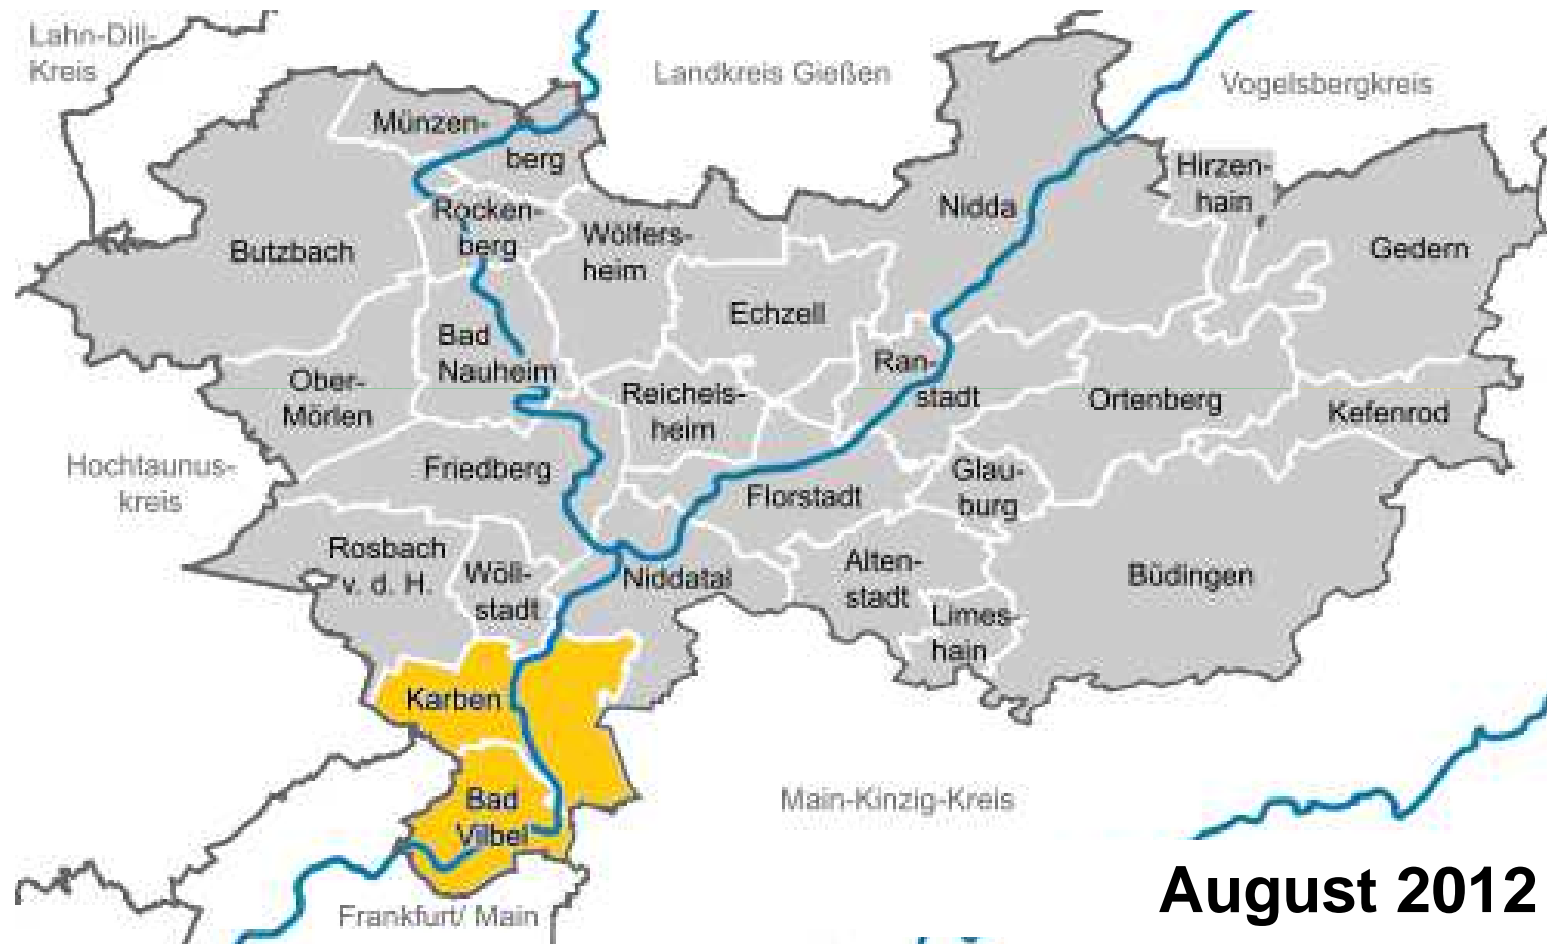 Lahn-Dill-
Kreis
Landkreis Gießen
Vogelsbergkreis
Münzen-
berg
Hirzen-
hain
Nidda
Rocken-
berg
Wölfers-
heim
Butzbach
Gedern
Echzell
Bad
Nauheim
Ober-
Mörlen
Reichels-
heim
Ran-
stadt
Ortenberg
Kefenrod
Hochtaunus-
kreis
Friedberg
Glau-
burg
Florstadt
Rosbach
v. d. H.
Wöll-
stadt
Niddatal
Alten-
stadt
Büdingen
Limes-
hain
Karben
Bad
Vilbel
Main-Kinzig-Kreis
Frankfurt/ Main
August 2012